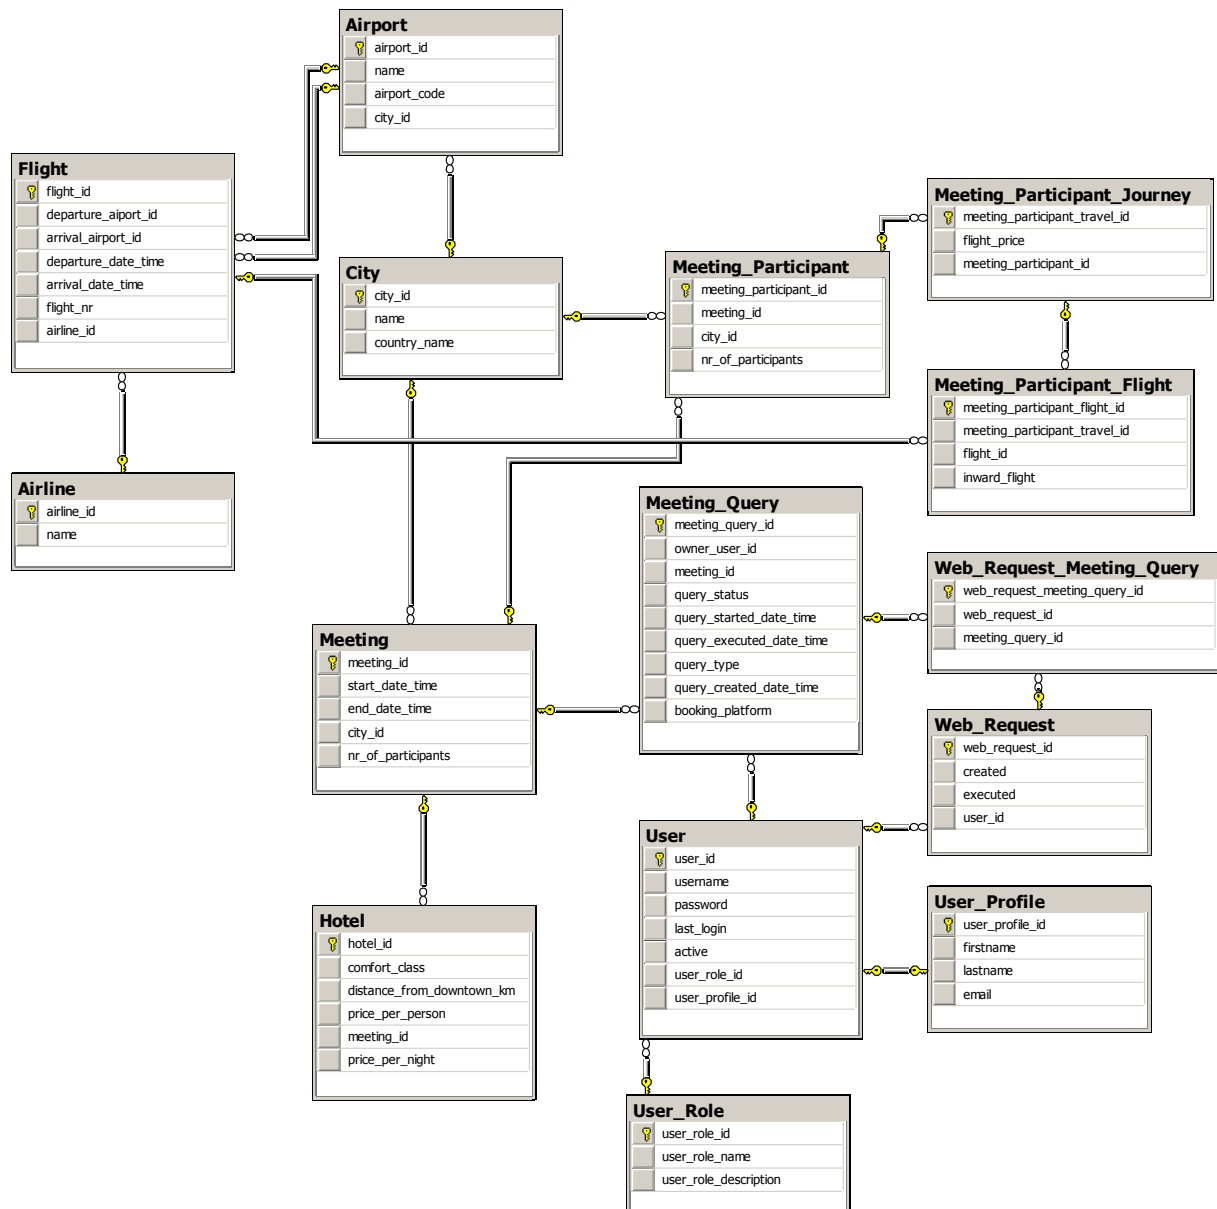 Airport
airport_id
name
airport_code
city_id
Flight
flight_id
departure_aiport_id
arrival_airport_id
departure_date_time
arrival_date_time
flight_nr
airline_id
Meeting_Participant_Journey
meeting_participant_travel_id
flight_price
meeting_participant_id
City
city_id
name
country_name
Meeting_Participant
meeting_participant_id
meeting_id
city_id
nr_of_participants
Meeting_Participant_Flight
meeting_participant_flight_id
meeting_participant_travel_id
flight_id
inward_flight
Airline
airline_id
name
Meeting_Query
meeting_query_id
owner_user_id
meeting_id
query_status
query_started_date_time
query_executed_date_time
query_type
query_created_date_time
booking_platform
Web_Request_Meeting_Query
web_request_meeting_query_id
web_request_id
meeting_query_id
Meeting
meeting_id
start_date_time
end_date_time
city_id
nr_of_participants
Web_Request
web_request_id
created
executed
user_id
User
user_id
username
password
last_login
active
user_role_id
user_profile_id
User_Profile
user_profile_id
firstname
lastname
email
Hotel
hotel_id
comfort_class
distance_from_downtown_km
price_per_person
meeting_id
price_per_night
User_Role
user_role_id
user_role_name
user_role_description